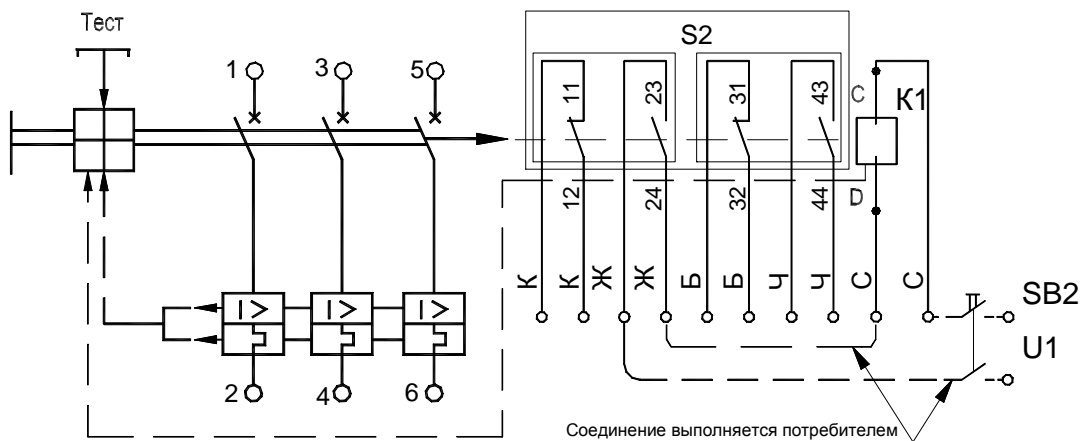 Тест
S2
1
3
5
11
23
31
43
C
К1
12
24
32
44
D
К
К
Ж
Ж
Б
Б
Ч
Ч
С
С
SB2
U1
I>
I>
I>
2
4
6
Соединение выполняется потребителем